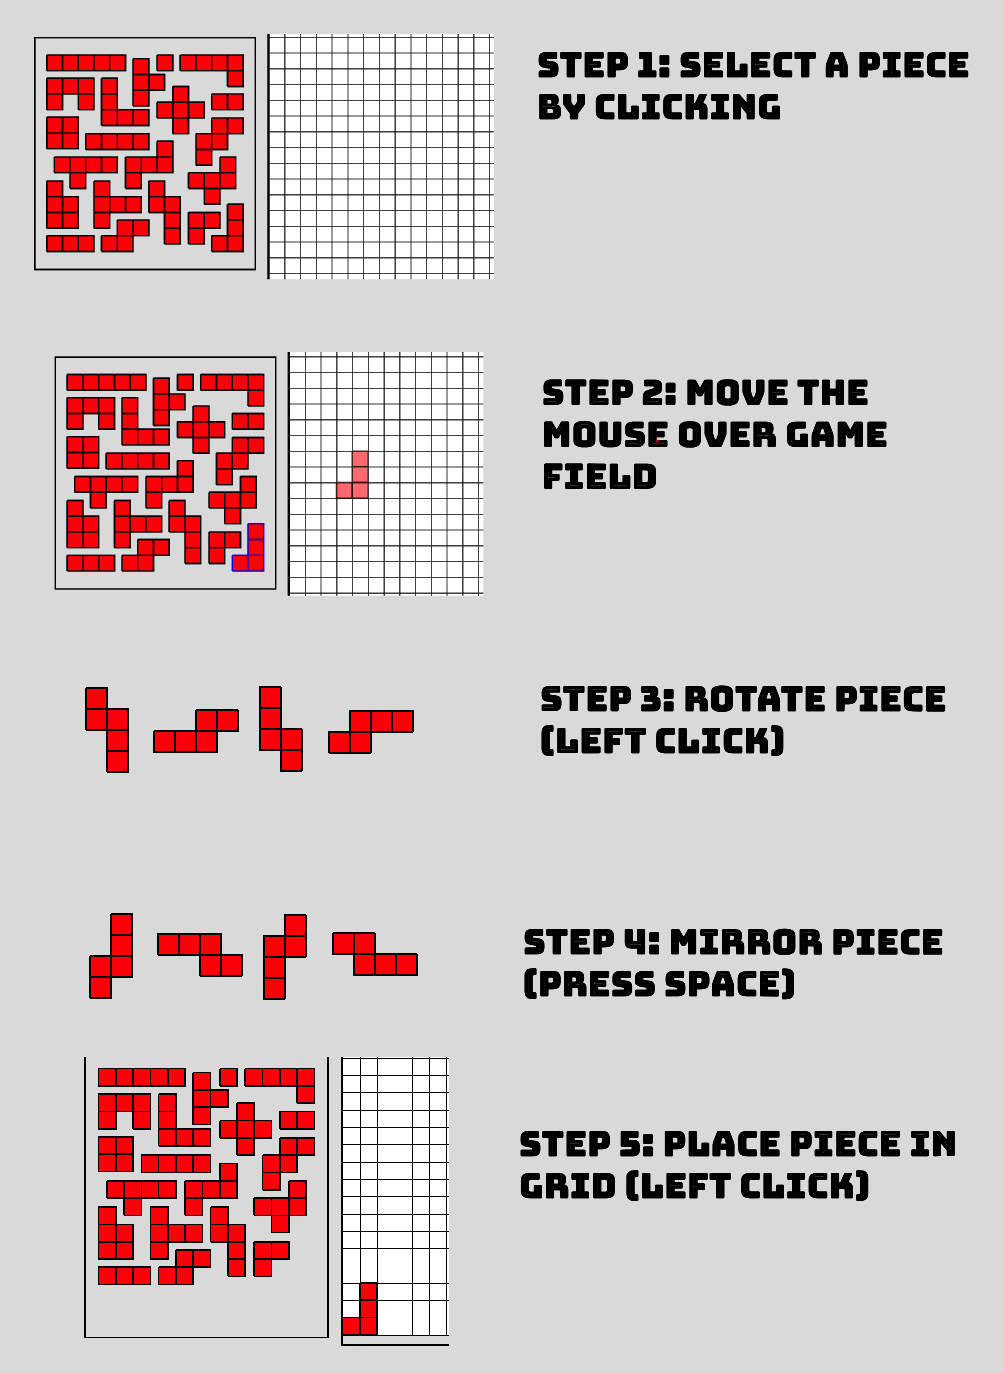 STEP 1: SELECT A PIECE
BY CLICKING
STEP 2: MOVE THE
MOUSE OVER GAME
FIELD
STEP 3: ROTATE PIECE
(LEFT CLICK)
STEP 4: MIRROR PIECE
(PRESS SPACE)
STEP 5: PLACE PIECE IN
GRID (LEFT CLICK)